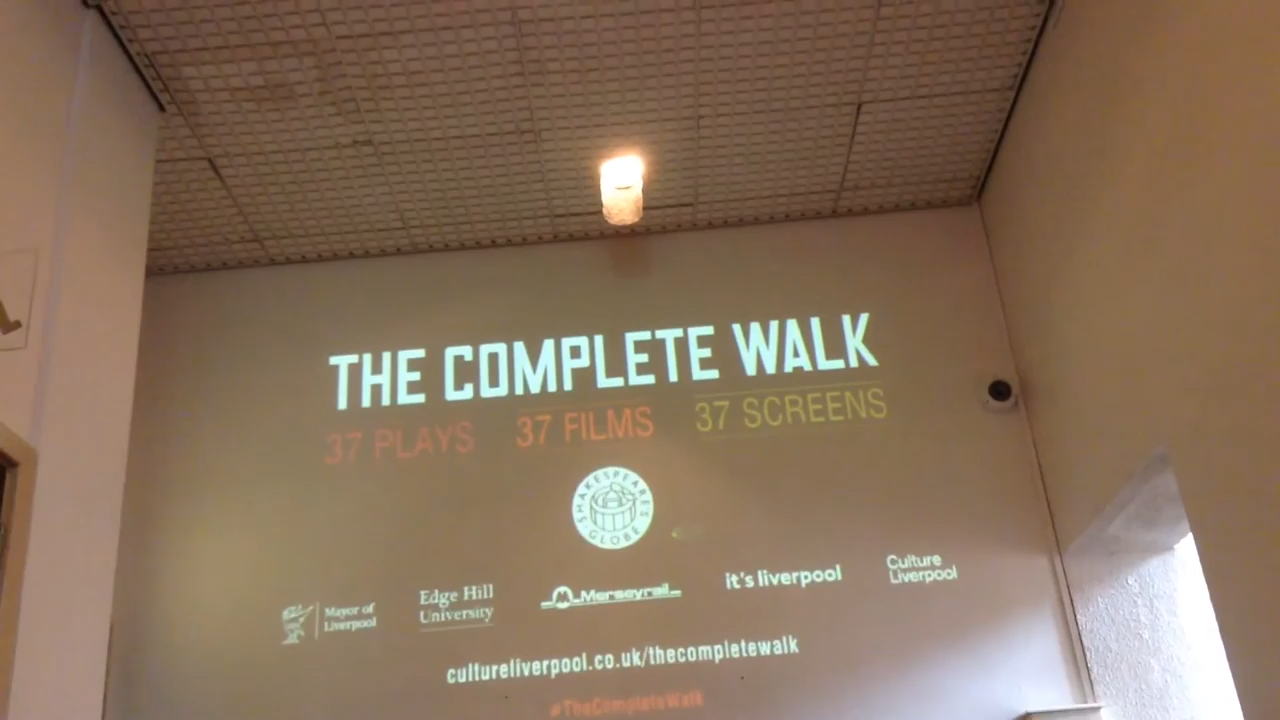 THE COMPLETE WALK
37 PLAYS 37 FILMS 37 SCREENS
SHAKESPEARE'S GLOBE
Mayor of
Liverpool
Edge Hill
University
Merseyrail
it's liverpool
Culture
Liverpool
cultureliverpool.co.uk/thecompletewalk
#TheCompleteWalk